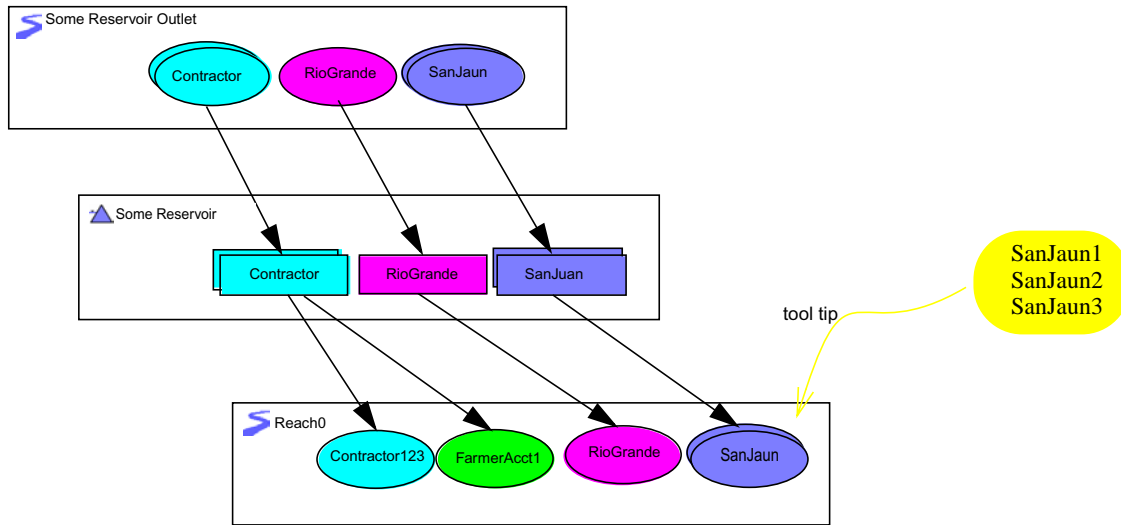 Some Reservoir Outlet
Contractor
RioGrande
SanJaun
Some Reservoir
Contractor
RioGrande
SanJuan
SanJaun1
SanJaun2
SanJaun3
tool tip
Reach0
Contractor123
FarmerAcct1
RioGrande
SanJaun